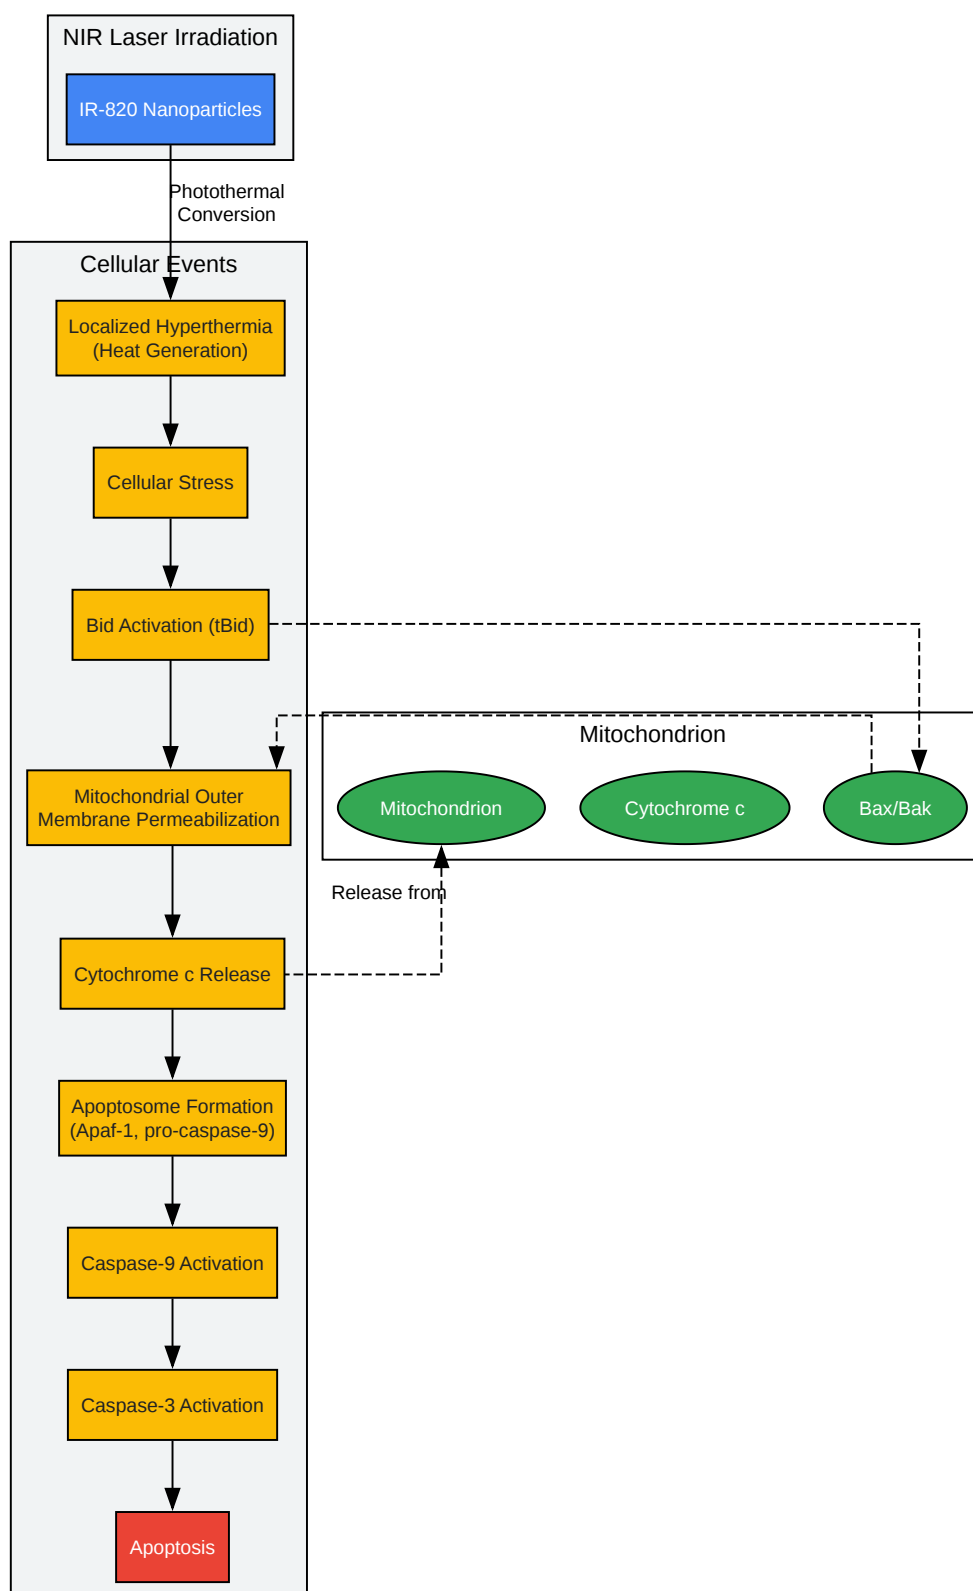 NIR Laser Irradiation
IR-820 Nanoparticles
Photothermal
Conversion
Cellular Events
Localized Hyperthermia
(Heat Generation)
Cellular Stress
Bid Activation (tBid)
Mitochondrion
Mitochondrial Outer
Membrane Permeabilization
Mitochondrion
Cytochrome c
Bax/Bak
Release from
Cytochrome c Release
Apoptosome Formation
(Apaf-1, pro-caspase-9)
Caspase-9 Activation
Caspase-3 Activation
Apoptosis